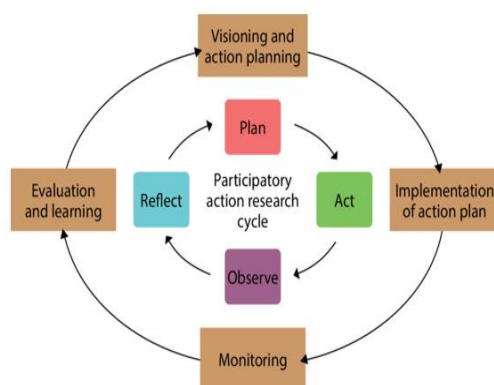 Visioning and
action planning
Plan
Evaluation
and learning
Reflect
Participatory
action research
cycle
Act
Implementation
of action plan
Observe
Monitoring